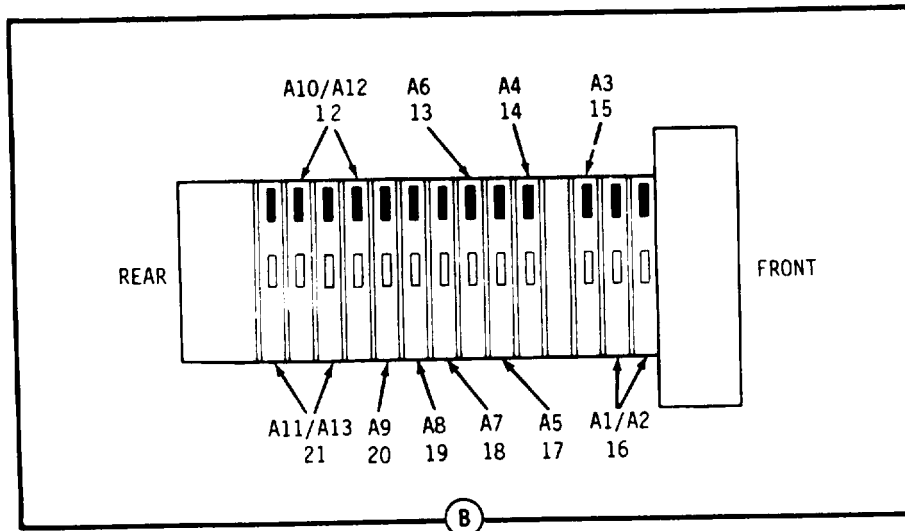 A10/A12 A6 A4 A3
12 13 14 15
REAR FRONT
A11/A13 A9 A8 A7 A5 A1/A2
21 20 19 18 17 16
B